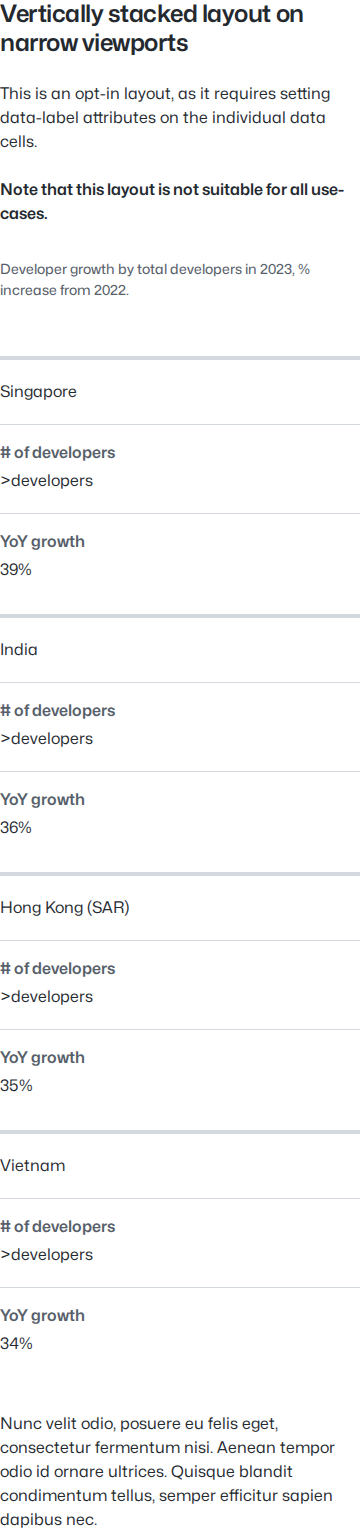 Vertically stacked layout on
narrow viewports
This is an opt-in layout, as it requires setting
data-label attributes on the individual data
cells.
Note that this layout is not suitable for all use-
cases.
Developer growth by total developers in 2023, %
increase from 2022.
Singapore
# of developers
>developers
YoY growth
39%
India
# of developers
>developers
YoY growth
36%
Hong Kong (SAR)
# of developers
>developers
YoY growth
35%
Vietnam
# of developers
>developers
YoY growth
34%
Nunc velit odio, posuere eu felis eget,
consectetur fermentum nisi. Aenean tempor
odio id ornare ultrices. Quisque blandit
condimentum tellus, semper efficitur sapien
dapibus nec.